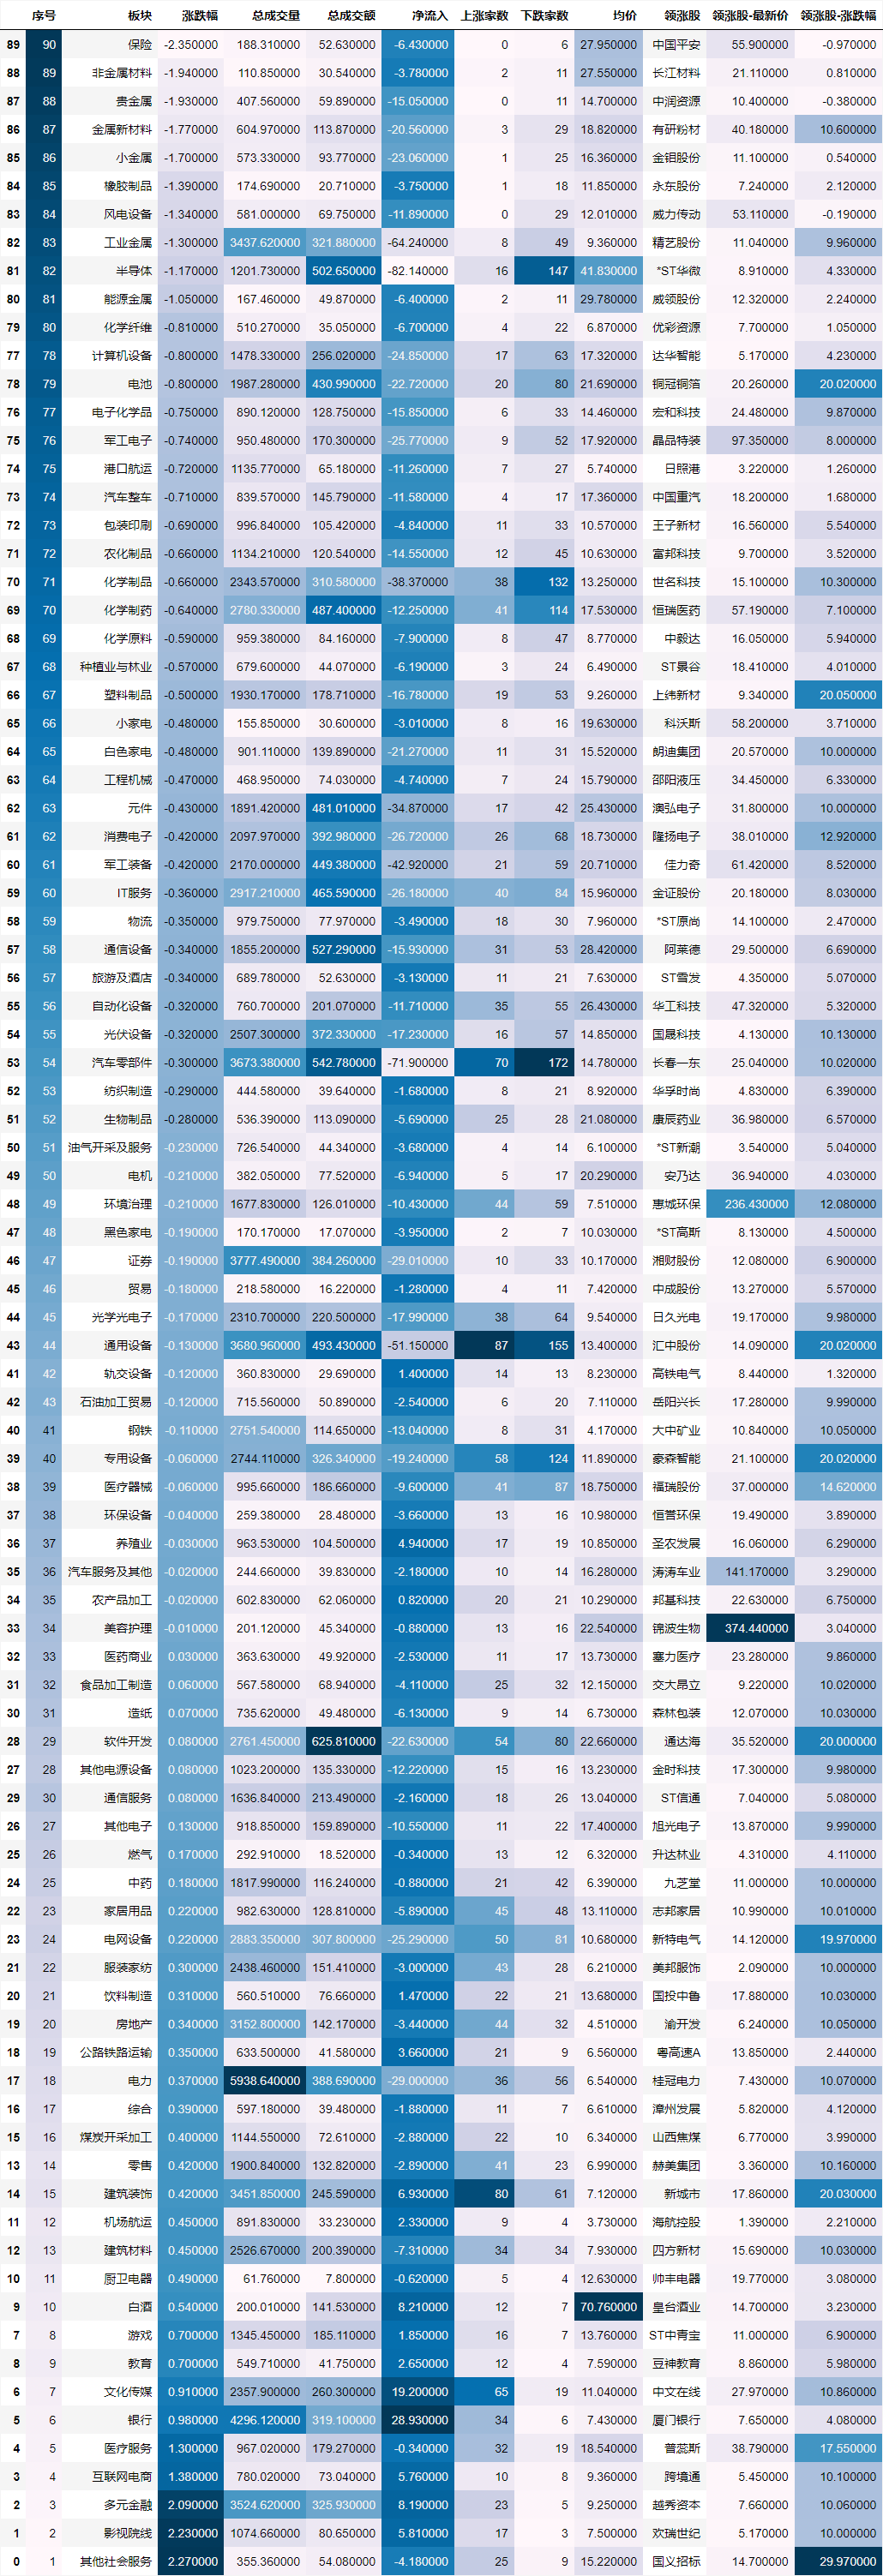 序号 板块 涨跌幅 总成交量 总成交额 净流入 上涨家数 下跌家数 均价 领涨股 领涨股-最新价 领涨股-涨跌幅
89 90 保险 -2.350000 188.310000 52.630000 -6.430000 0 6 27.950000 中国平安 55.900000 -0.970000
88 89 非金属材料 -1.940000 110.850000 30.540000 -3.780000 2 11 27.550000 长江材料 21.110000 0.810000
87 88 贵金属 -1.930000 407.560000 59.890000 -15.050000 0 11 14.700000 中润资源 10.400000 -0.380000
86 87 金属新材料 -1.770000 604.970000 113.870000 -20.560000 3 29 18.820000 有研粉材 40.180000 10.600000
85 86 小金属 -1.700000 573.330000 93.770000 -23.060000 1 25 16.360000 金钼股份 11.100000 0.540000
84 85 橡胶制品 -1.390000 174.690000 20.710000 -3.750000 1 18 11.850000 永东股份 7.240000 2.120000
83 84 风电设备 -1.340000 581.000000 69.750000 -11.890000 0 29 12.010000 威力传动 53.110000 -0.190000
82 83 工业金属 -1.300000 3437.620000 321.880000 -64.240000 8 49 9.360000 精艺股份 11.040000 9.960000
81 82 半导体 -1.170000 1201.730000 502.650000 -82.140000 16 147 41.830000 *ST华微 8.910000 4.330000
80 81 能源金属 -1.050000 167.460000 49.870000 -6.400000 2 11 29.780000 威领股份 12.320000 2.240000
79 80 化学纤维 -0.810000 510.270000 35.050000 -6.700000 4 22 6.870000 优彩资源 7.700000 1.050000
77 78 计算机设备 -0.800000 1478.330000 256.020000 -24.850000 17 63 17.320000 达华智能 5.170000 4.230000
78 79 电池 -0.800000 1987.280000 430.990000 -22.720000 20 80 21.690000 铜冠铜箔 20.260000 20.020000
76 77 电子化学品 -0.750000 890.120000 128.750000 -15.850000 6 33 14.460000 宏和科技 24.480000 9.870000
75 76 军工电子 -0.740000 950.480000 170.300000 -25.770000 9 52 17.920000 晶品特装 97.350000 8.000000
74 75 港口航运 -0.720000 1135.770000 65.180000 -11.260000 7 27 5.740000 日照港 3.220000 1.260000
73 74 汽车整车 -0.710000 839.570000 145.790000 -11.580000 4 17 17.360000 中国重汽 18.200000 1.680000
72 73 包装印刷 -0.690000 996.840000 105.420000 -4.840000 11 33 10.570000 王子新材 16.560000 5.540000
71 72 农化制品 -0.660000 1134.210000 120.540000 -14.550000 12 45 10.630000 富邦科技 9.700000 3.520000
70 71 化学制品 -0.660000 2343.570000 310.580000 -38.370000 38 132 13.250000 世名科技 15.100000 10.300000
69 70 化学制药 -0.640000 2780.330000 487.400000 -12.250000 41 114 17.530000 恒瑞医药 57.190000 7.100000
68 69 化学原料 -0.590000 959.380000 84.160000 -7.900000 8 47 8.770000 中毅达 16.050000 5.940000
67 68 种植业与林业 -0.570000 679.600000 44.070000 -6.190000 3 24 6.490000 ST景谷 18.410000 4.010000
66 67 塑料制品 -0.500000 1930.170000 178.710000 -16.780000 19 53 9.260000 上纬新材 9.340000 20.050000
65 66 小家电 -0.480000 155.850000 30.600000 -3.010000 8 16 19.630000 科沃斯 58.200000 3.710000
64 65 白色家电 -0.480000 901.110000 139.890000 -21.270000 11 31 15.520000 朗迪集团 20.570000 10.000000
63 64 工程机械 -0.470000 468.950000 74.030000 -4.740000 7 24 15.790000 邵阳液压 34.450000 6.330000
62 63 元件 -0.430000 1891.420000 481.010000 -34.870000 17 42 25.430000 澳弘电子 31.800000 10.000000
61 62 消费电子 -0.420000 2097.970000 392.980000 -26.720000 26 68 18.730000 隆扬电子 38.010000 12.920000
60 61 军工装备 -0.420000 2170.000000 449.380000 -42.920000 21 59 20.710000 佳力奇 61.420000 8.520000
59 60 IT服务 -0.360000 2917.210000 465.590000 -26.180000 40 84 15.960000 金证股份 20.180000 8.030000
58 59 物流 -0.350000 979.750000 77.970000 -3.490000 18 30 7.960000 *ST原尚 14.100000 2.470000
57 58 通信设备 -0.340000 1855.200000 527.290000 -15.930000 31 53 28.420000 阿莱德 29.500000 6.690000
56 57 旅游及酒店 -0.340000 689.780000 52.630000 -3.130000 11 21 7.630000 ST雪发 4.350000 5.070000
55 56 自动化设备 -0.320000 760.700000 201.070000 -11.710000 35 55 26.430000 华工科技 47.320000 5.320000
54 55 光伏设备 -0.320000 2507.300000 372.330000 -17.230000 16 57 14.850000 国晟科技 4.130000 10.130000
53 54 汽车零部件 -0.300000 3673.380000 542.780000 -71.900000 70 172 14.780000 长春一东 25.040000 10.020000
52 53 纺织制造 -0.290000 444.580000 39.640000 -1.680000 8 21 8.920000 华孚时尚 4.830000 6.390000
51 52 生物制品 -0.280000 536.390000 113.090000 -5.690000 25 28 21.080000 康辰药业 36.980000 6.570000
50 51 油气开采及服务 -0.230000 726.540000 44.340000 -3.680000 4 14 6.100000 *ST新潮 3.540000 5.040000
49 50 电机 -0.210000 382.050000 77.520000 -6.940000 5 17 20.290000 安乃达 36.940000 4.030000
48 49 环境治理 -0.210000 1677.830000 126.010000 -10.430000 44 59 7.510000 惠城环保 236.430000 12.080000
47 48 黑色家电 -0.190000 170.170000 17.070000 -3.950000 2 7 10.030000 *ST高斯 8.130000 4.500000
46 47 证券 -0.190000 3777.490000 384.260000 -29.010000 10 33 10.170000 湘财股份 12.080000 6.900000
45 46 贸易 -0.180000 218.580000 16.220000 -1.280000 4 11 7.420000 中成股份 13.270000 5.570000
44 45 光学光电子 -0.170000 2310.700000 220.500000 -17.990000 38 64 9.540000 日久光电 19.170000 9.980000
43 44 通用设备 -0.130000 3680.960000 493.430000 -51.150000 87 155 13.400000 汇中股份 14.090000 20.020000
41 42 轨交设备 -0.120000 360.830000 29.690000 1.400000 14 13 8.230000 高铁电气 8.440000 1.320000
42 43 石油加工贸易 -0.120000 715.560000 50.890000 -2.540000 6 20 7.110000 岳阳兴长 17.280000 9.990000
40 41 钢铁 -0.110000 2751.540000 114.650000 -13.040000 8 31 4.170000 大中矿业 10.840000 10.050000
39 40 专用设备 -0.060000 2744.110000 326.340000 -19.240000 58 124 11.890000 豪森智能 21.100000 20.020000
38 39 医疗器械 -0.060000 995.660000 186.660000 -9.600000 41 87 18.750000 福瑞股份 37.000000 14.620000
37 38 环保设备 -0.040000 259.380000 28.480000 -3.660000 13 16 10.980000 恒誉环保 19.490000 3.890000
36 37 养殖业 -0.030000 963.530000 104.500000 4.940000 17 19 10.850000 圣农发展 16.060000 6.290000
35 36 汽车服务及其他 -0.020000 244.660000 39.830000 -2.180000 10 14 16.280000 涛涛车业 141.170000 3.290000
34 35 农产品加工 -0.020000 602.830000 62.060000 0.820000 20 21 10.290000 邦基科技 22.630000 6.750000
33 34 美容护理 -0.010000 201.120000 45.340000 -0.880000 13 16 22.540000 锦波生物 374.440000 3.040000
32 33 医药商业 0.030000 363.630000 49.920000 -2.530000 11 17 13.730000 塞力医疗 23.280000 9.860000
31 32 食品加工制造 0.060000 567.580000 68.940000 -4.110000 25 32 12.150000 交大昂立 9.220000 10.020000
30 31 造纸 0.070000 735.620000 49.480000 -6.130000 9 14 6.730000 森林包装 12.070000 10.030000
28 29 软件开发 0.080000 2761.450000 625.810000 -22.630000 54 80 22.660000 通达海 35.520000 20.000000
27 28 其他电源设备 0.080000 1023.200000 135.330000 -12.220000 15 16 13.230000 金时科技 17.300000 9.980000
29 30 通信服务 0.080000 1636.840000 213.490000 -2.160000 18 26 13.040000 ST信通 7.040000 5.080000
26 27 其他电子 0.130000 918.850000 159.890000 -10.550000 11 22 17.400000 旭光电子 13.870000 9.990000
25 26 燃气 0.170000 292.910000 18.520000 -0.340000 13 12 6.320000 升达林业 4.310000 4.110000
24 25 中药 0.180000 1817.990000 116.240000 -0.880000 21 42 6.390000 九芝堂 11.000000 10.000000
22 23 家居用品 0.220000 982.630000 128.810000 -5.890000 45 48 13.110000 志邦家居 10.990000 10.010000
23 24 电网设备 0.220000 2883.350000 307.800000 -25.290000 50 81 10.680000 新特电气 14.120000 19.970000
21 22 服装家纺 0.300000 2438.460000 151.410000 -3.000000 43 28 6.210000 美邦服饰 2.090000 10.000000
20 21 饮料制造 0.310000 560.510000 76.660000 1.470000 22 21 13.680000 国投中鲁 17.880000 10.030000
19 20 房地产 0.340000 3152.800000 142.170000 -3.440000 44 32 4.510000 渝开发 6.240000 10.050000
18 19 公路铁路运输 0.350000 633.500000 41.580000 3.660000 21 9 6.560000 粤高速A 13.850000 2.440000
17 18 电力 0.370000 5938.640000 388.690000 -29.000000 36 56 6.540000 桂冠电力 7.430000 10.070000
16 17 综合 0.390000 597.180000 39.480000 -1.880000 11 7 6.610000 漳州发展 5.820000 4.120000
15 16 煤炭开采加工 0.400000 1144.550000 72.610000 -2.880000 22 10 6.340000 山西焦煤 6.770000 3.990000
13 14 零售 0.420000 1900.840000 132.820000 -2.890000 41 23 6.990000 赫美集团 3.360000 10.160000
14 15 建筑装饰 0.420000 3451.850000 245.590000 6.930000 80 61 7.120000 新城市 17.860000 20.030000
11 12 机场航运 0.450000 891.830000 33.230000 2.330000 9 4 3.730000 海航控股 1.390000 2.210000
12 13 建筑材料 0.450000 2526.670000 200.390000 -7.310000 34 34 7.930000 四方新材 15.690000 10.030000
10 11 厨卫电器 0.490000 61.760000 7.800000 -0.620000 5 4 12.630000 帅丰电器 19.770000 3.080000
9 10 白酒 0.540000 200.010000 141.530000 8.210000 12 7 70.760000 皇台酒业 14.700000 3.230000
7 8 游戏 0.700000 1345.450000 185.110000 1.850000 16 7 13.760000 ST中青宝 11.000000 6.900000
8 9 教育 0.700000 549.710000 41.750000 2.650000 12 4 7.590000 豆神教育 8.860000 5.980000
6 7 文化传媒 0.910000 2357.900000 260.300000 19.200000 65 19 11.040000 中文在线 27.970000 10.860000
5 6 银行 0.980000 4296.120000 319.100000 28.930000 34 6 7.430000 厦门银行 7.650000 4.080000
4 5 医疗服务 1.300000 967.020000 179.270000 -0.340000 32 19 18.540000 普蕊斯 38.790000 17.550000
3 4 互联网电商 1.380000 780.020000 73.040000 5.760000 10 8 9.360000 跨境通 5.450000 10.100000
2 3 多元金融 2.090000 3524.620000 325.930000 8.190000 23 5 9.250000 越秀资本 7.660000 10.060000
1 2 影视院线 2.230000 1074.660000 80.650000 5.810000 17 3 7.500000 欢瑞世纪 5.170000 10.000000
0 1 其他社会服务 2.270000 355.360000 54.080000 -4.180000 25 9 15.220000 国义招标 14.700000 29.970000